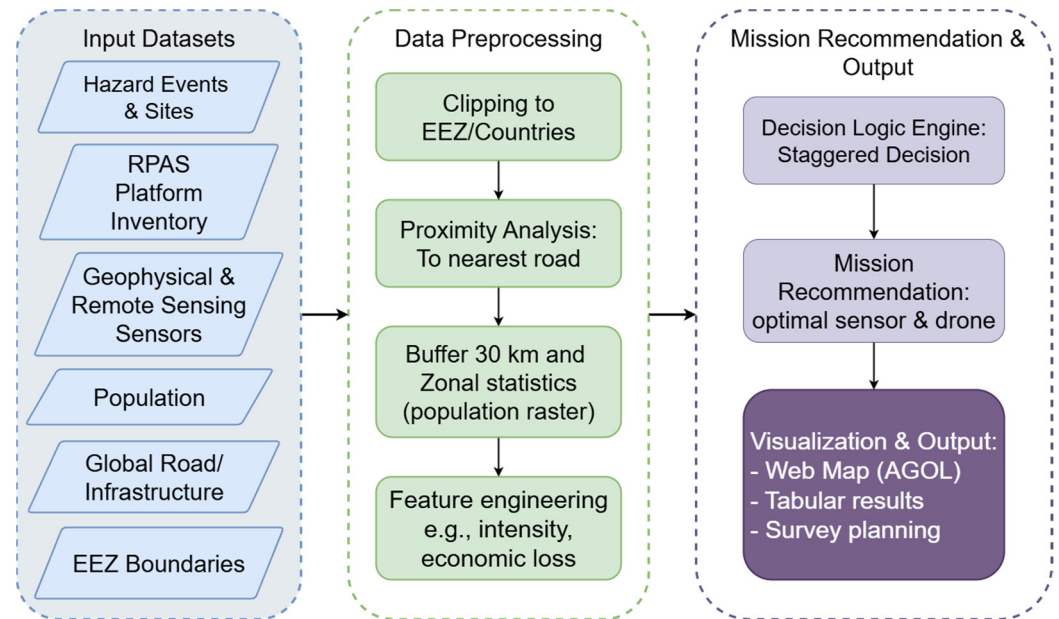 Input Datasets
Hazard Events
& Sites
RPAS
Platform
Inventory
Geophysical &
Remote Sensing
Sensors
Population
Global Road/
Infrastructure
EEZ Boundaries
Data Preprocessing
Clipping to
EEZ/Countries
Proximity Analysis:
To nearest road
Buffer 30 km and
Zonal statistics
(population raster)
Feature engineering
e.g., intensity,
economic loss
Mission Recommendation &
Output
Decision Logic Engine:
Staggered Decision
Mission
Recommendation:
optimal sensor & drone
Visualization & Output:
- Web Map (AGOL)
- Tabular results
- Survey planning